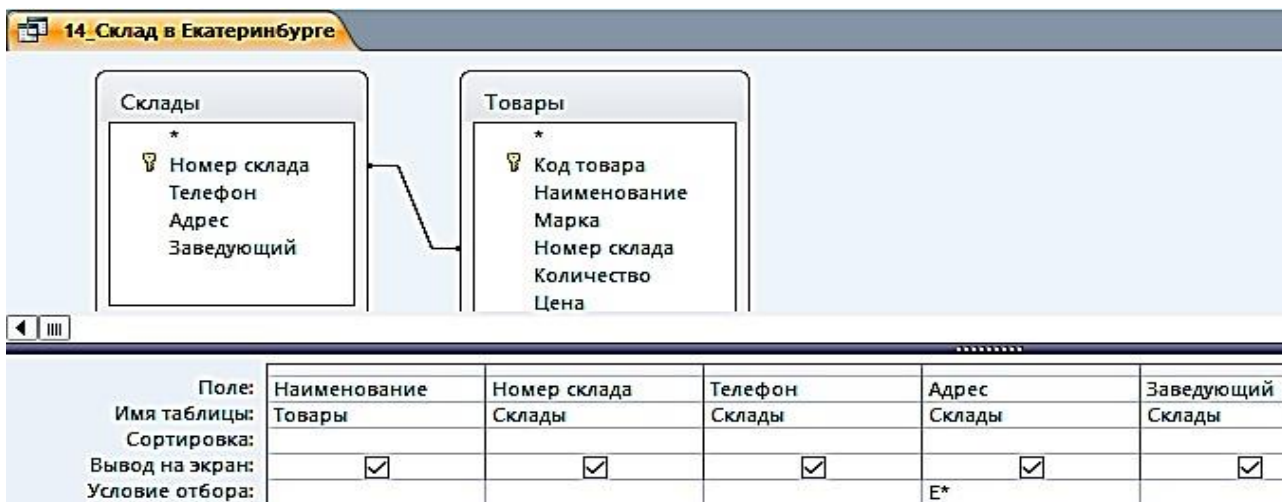 14_Склад в Екатеринбурге
Склады
*
Номер склада
Телефон
Адрес
Заведующий
Товары
*
Код товара
Наименование
Марка
Номер склада
Количество
Цена
Поле: Наименование Номер склада Телефон Адрес Заведующий
Имя таблицы: Товары Склады Склады Склады Склады
Сортировка:
Вывод на экран:
Условие отбора: Е*